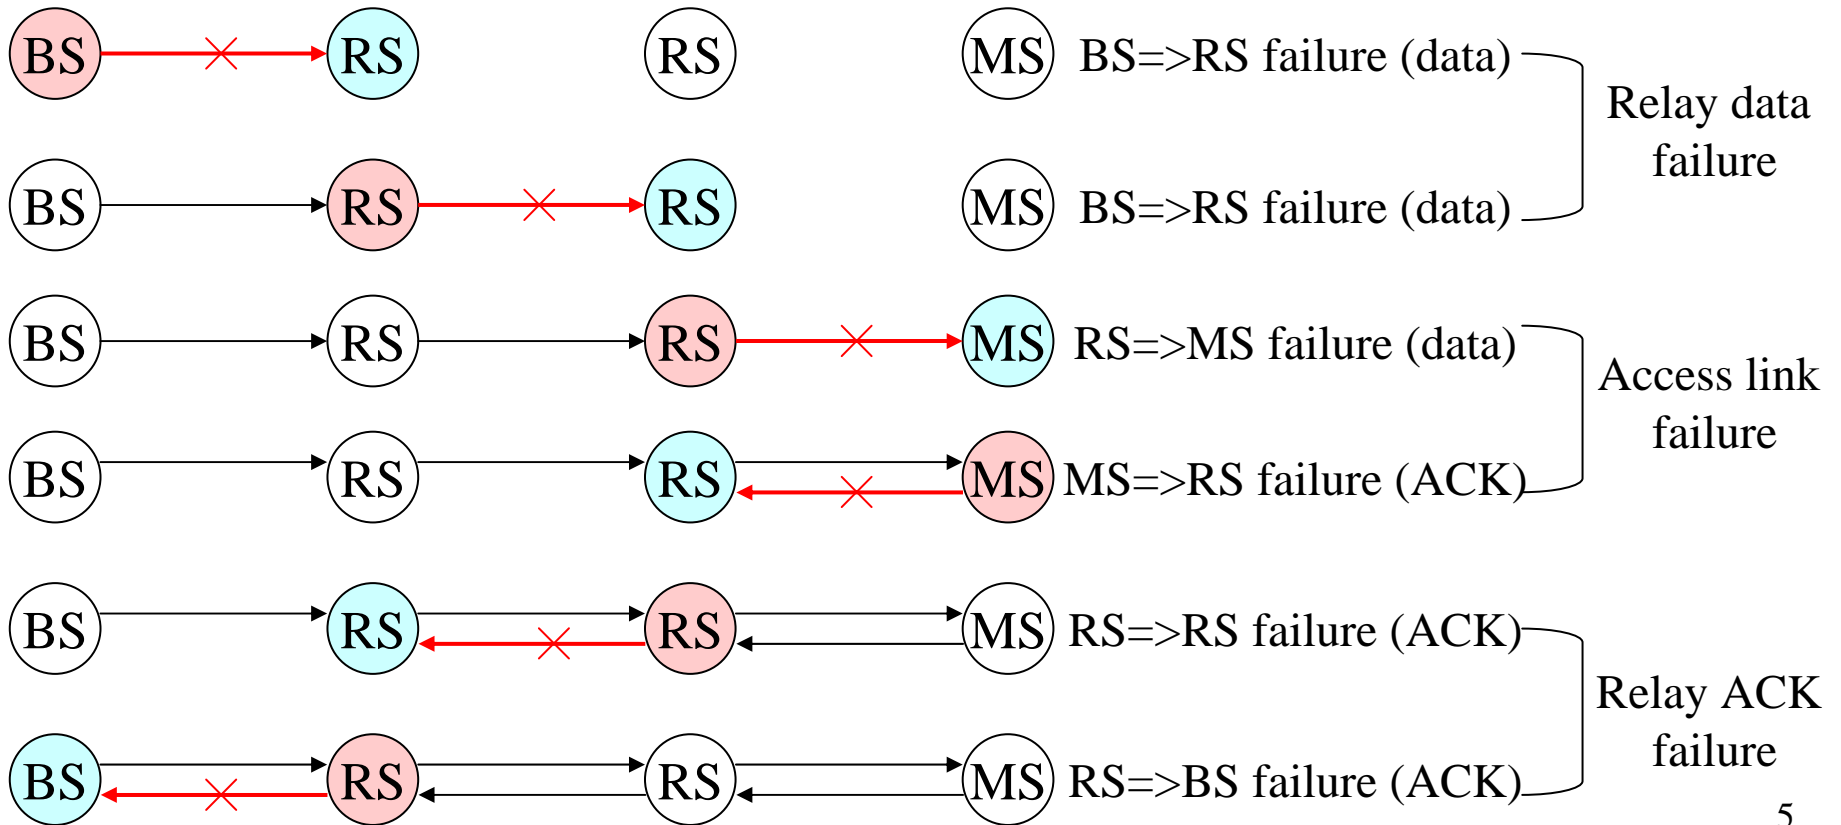 BS RS RS MS BS=>RS failure (data)
Relay data
failure
BS RS RS MS BS=>RS failure (data)
BS RS RS MS RS=>MS failure (data)
Access link
failure
BS RS RS MS MS=>RS failure (ACK)
BS RS RS MS RS=>RS failure (ACK)
Relay ACK
failure
BS RS RS MS RS=>BS failure (ACK)
5